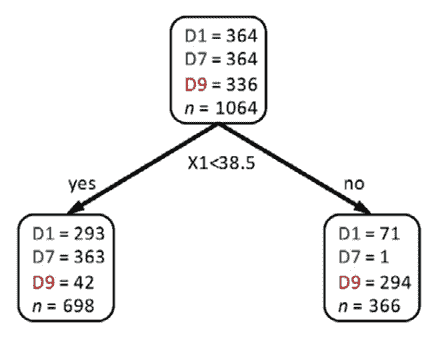 D1 = 364
D7 = 364
D9 = 336
n = 1064
X1<38.5
yes
no
D1 = 293
D7 = 363
D9 = 42
n = 698
D1 = 71
D7 = 1
D9 = 294
n = 366